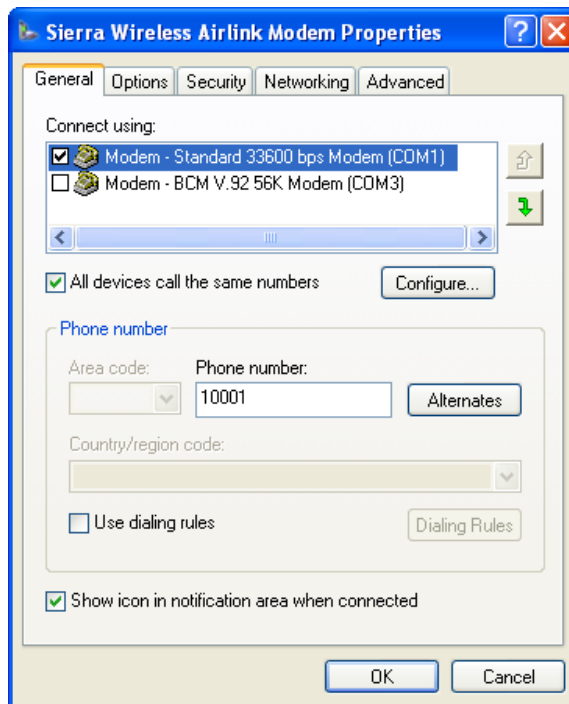 Sierra Wireless Airlink Modem Properties
General Options Security Networking Advanced
Connect using:
Modem - Standard 33600 bps Modem (COM1)
Modem - BCM V.92 56K Modem (COM3)
All devices call the same numbers
Configure...
Phone number
Area code:
Phone number:
10001
Alternates
Country/region code:
Use dialing rules
Dialing Rules
Show icon in notification area when connected
OK
Cancel